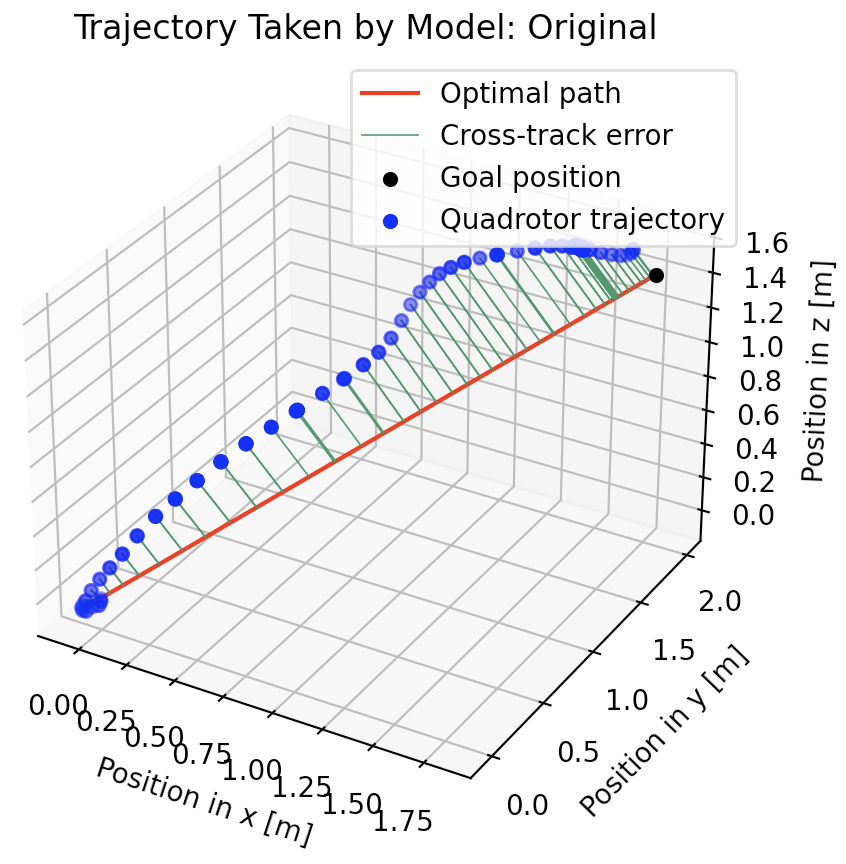 Trajectory Taken by Model: Original
Optimal path
Cross-track error
Goal position
Quadrotor trajectory
1.6
1.4
1.2
1.0
0.8
0.6
0.4
0.2
0.0
Position in z [m]
2.0
1.5
1.0
0.5
0.0
Position in y [m]
0.00
0.25
0.50
0.75
1.00
1.25
1.50
1.75
Position in x [m]